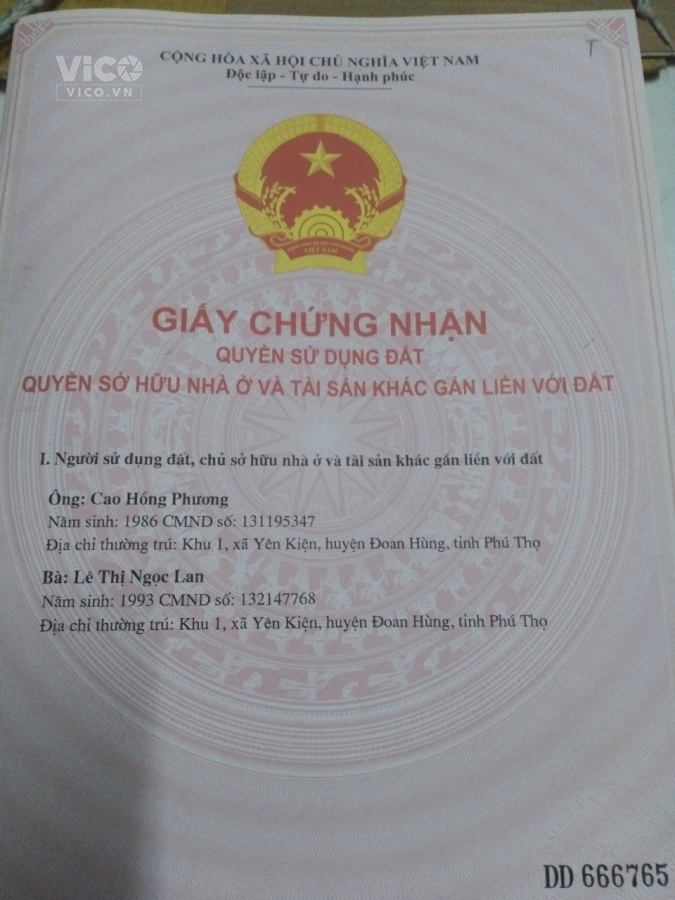 CỘNG HÒA XÃ HỘI CHỦ NGHĨA VIỆT NAM
Độc lập - Tự do - Hạnh phúc
VICO
VICO.VN
T
VIỆT NAM
GIẤY CHỨNG NHẬN
QUYỀN SỬ DỤNG ĐẤT
QUYỀN SỞ HỮU NHÀ Ở VÀ TÀI SẢN KHÁC GẮN LIỀN VỚI ĐẤT
I. Người sử dụng đất, chủ sở hữu nhà ở và tài sản khác gắn liền với đất
Ông: Cao Hồng Phương
Năm sinh: 1986 CMND số: 131195347
Địa chỉ thường trú: Khu 1, xã Yên Kiện, huyện Đoan Hùng, tỉnh Phú Thọ
Bà: Lê Thị Ngọc Lan
Năm sinh: 1993 CMND số: 132147768
Địa chỉ thường trú: Khu 1, xã Yên Kiện, huyện Đoan Hùng, tỉnh Phú Thọ
DD 666765